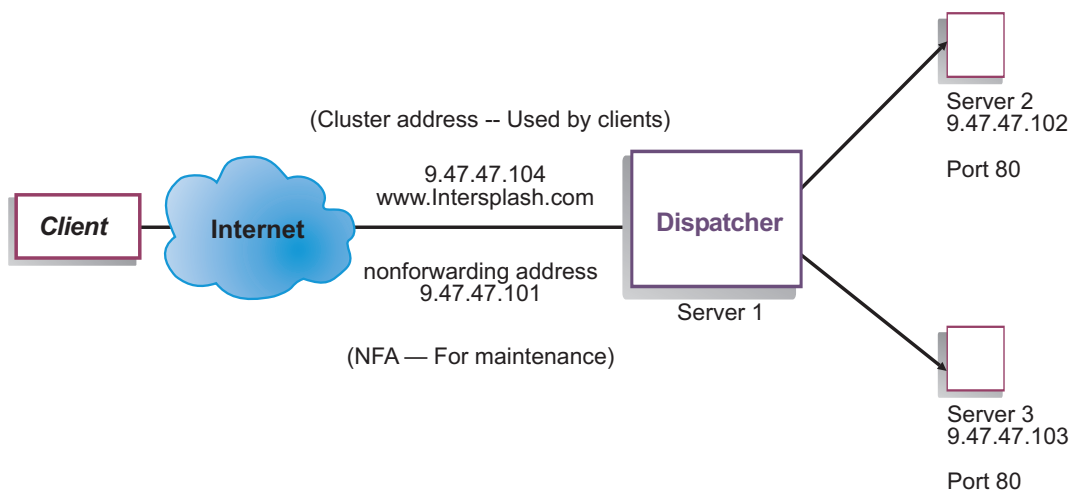 (Cluster address -- Used by clients)
9.47.47.104
www.Intersplash.com
Client
Internet
nonforwarding address
9.47.47.101
(NFA — For maintenance)
Dispatcher
Server 1
Server 2
9.47.47.102
Port 80
Server 3
9.47.47.103
Port 80